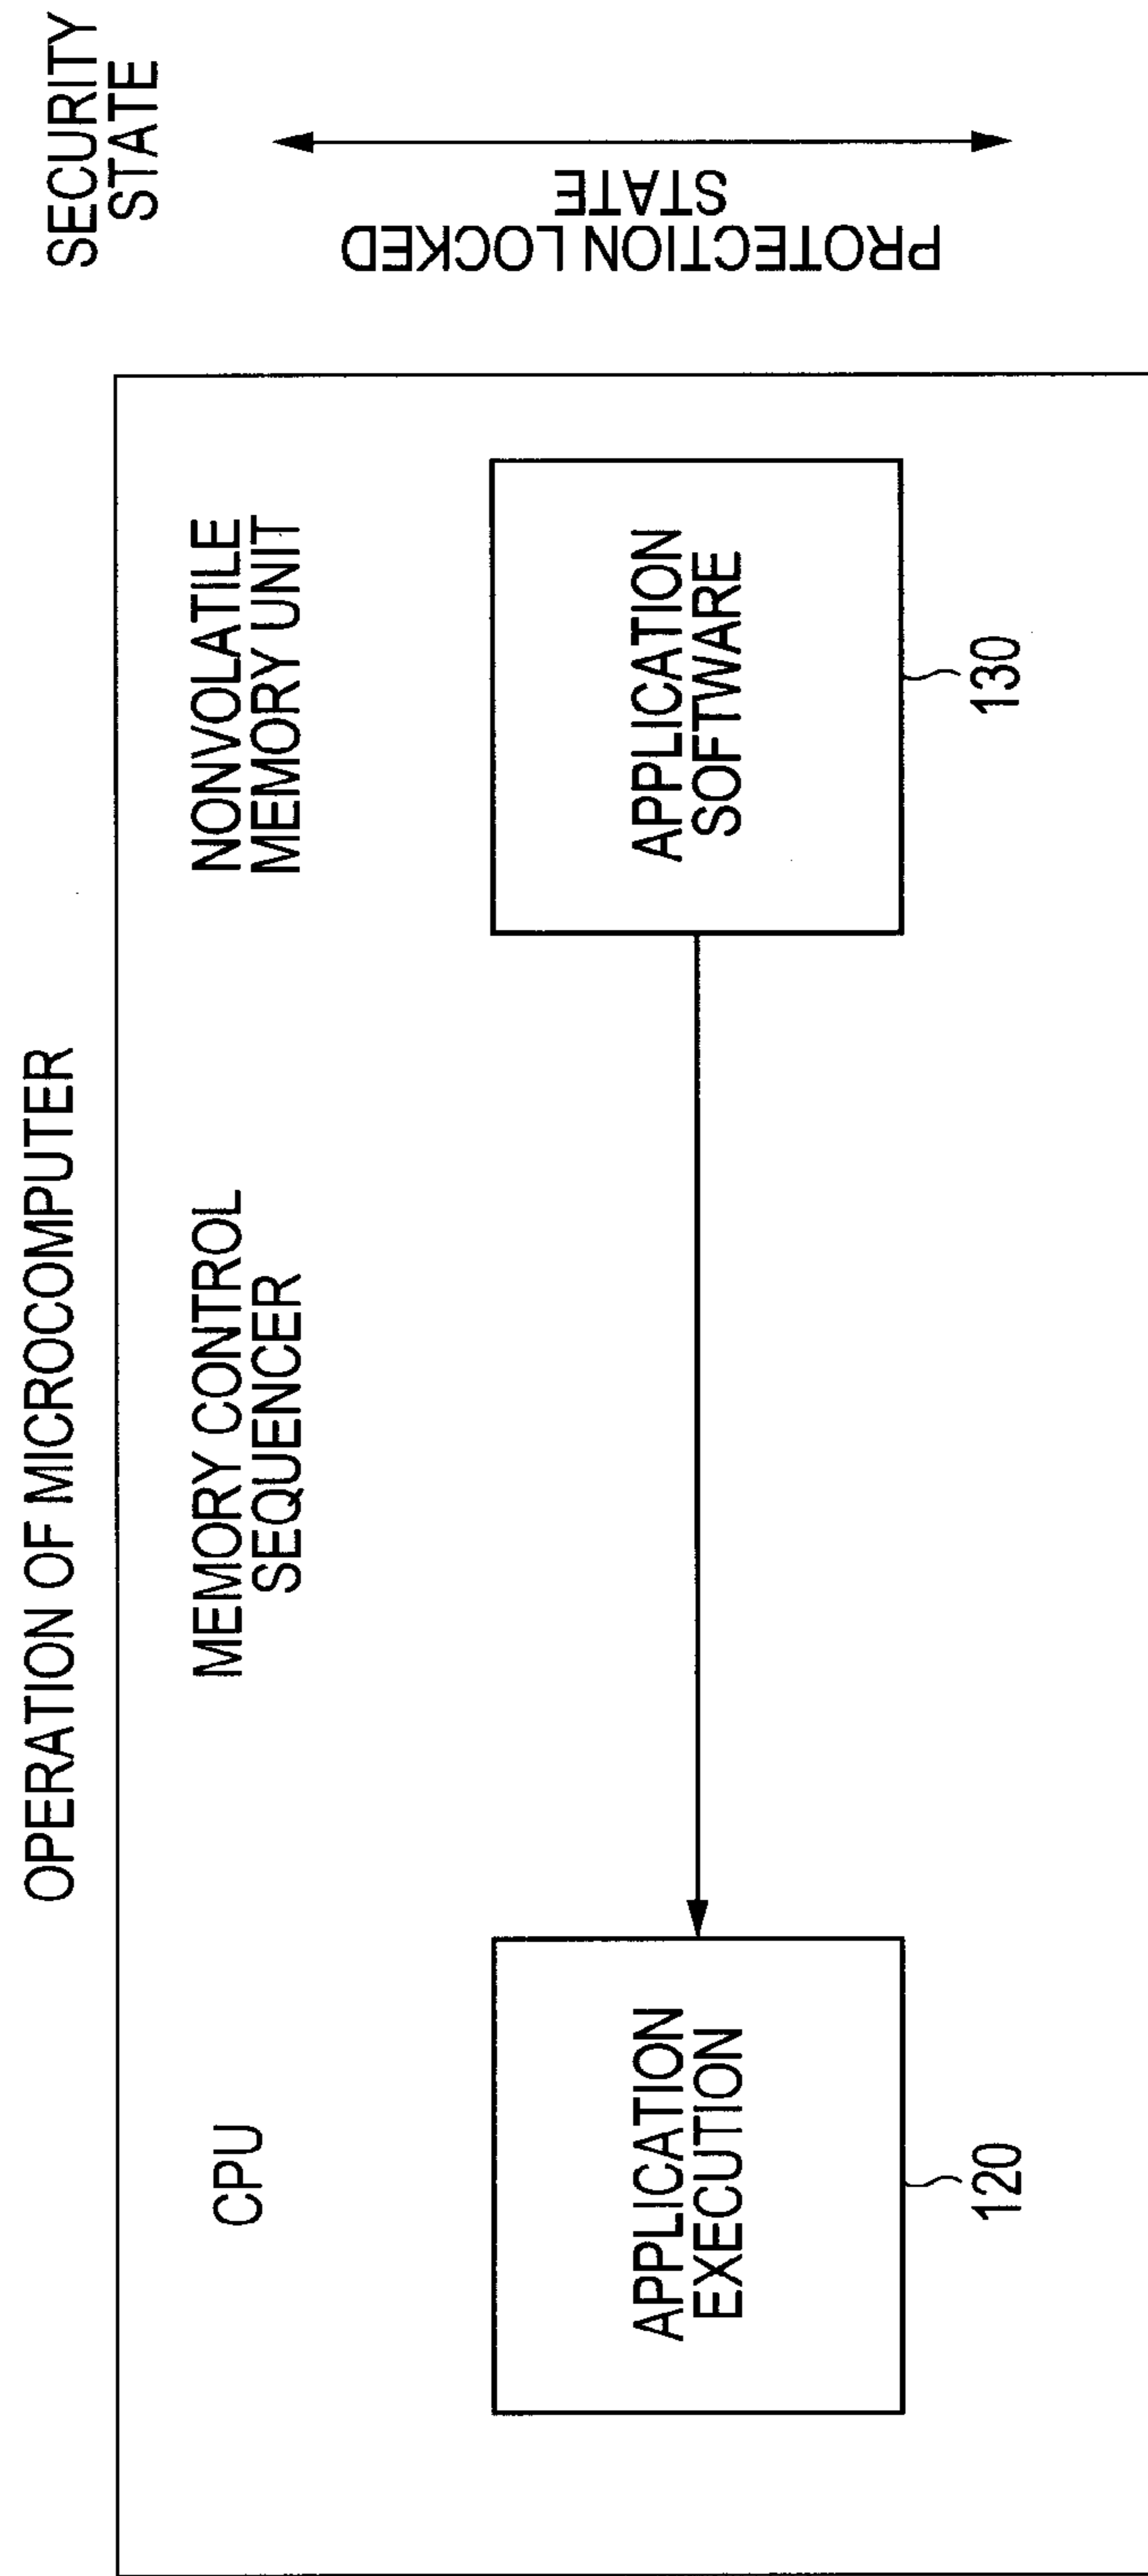 OPERATION OF MICROCOMPUTER
SECURITY
STATE
CPU
MEMORY CONTROL
SEQUENCER
NONVOLATILE
MEMORY UNIT
APPLICATION
EXECUTION
120
APPLICATION
SOFTWARE
130
PROTECTION LOCKED
STATE